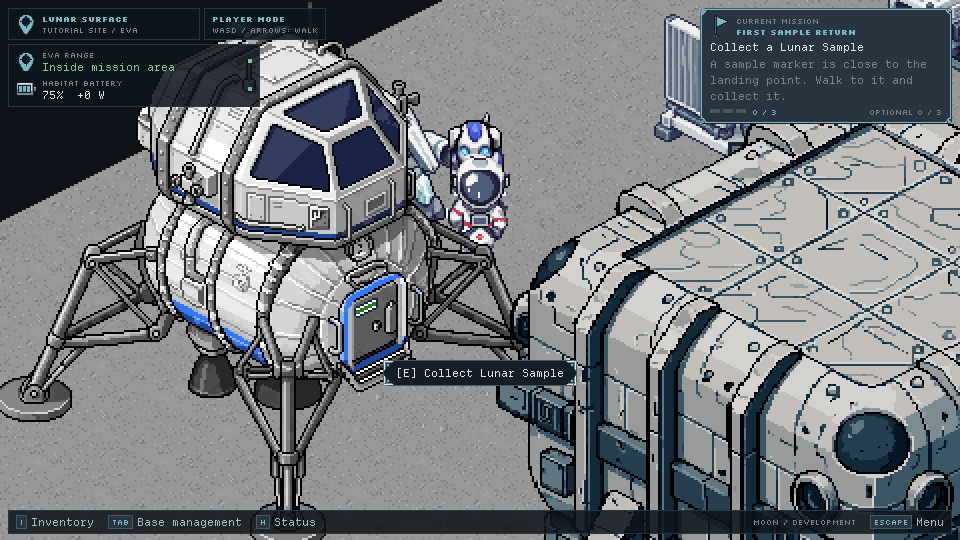 LUNAR SURFACE
TUTORIAL SITE / EVA
PLAYER MODE
WASD / ARROWS: WALK
EVA RANGE
Inside mission area
HABITAT BATTERY
75% +0 W
CURRENT MISSION
FIRST SAMPLE RETURN
Collect a Lunar Sample
A sample marker is close to the
landing point. Walk to it and
collect it.
0 / 3
OPTIONAL 0 / 3
[E] Collect Lunar Sample
I Inventory
TAB Base management
H Status
MOON / DEVELOPMENT
ESCAPE Menu